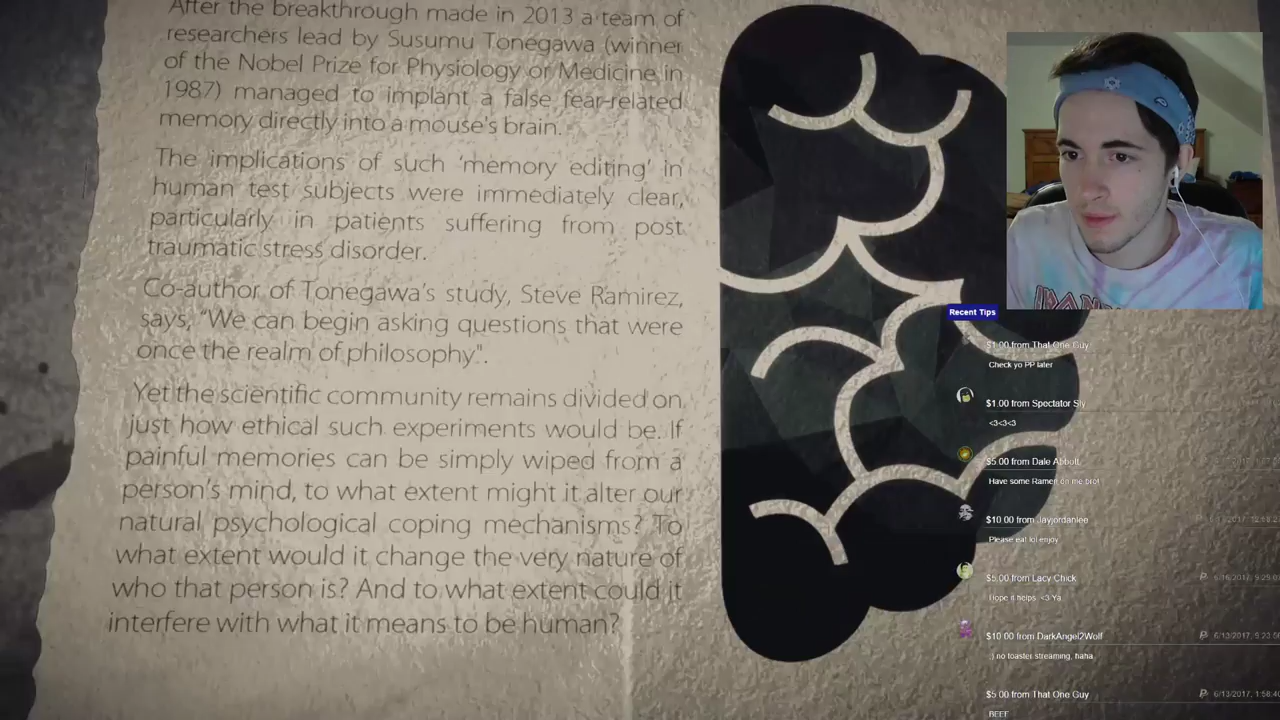 After the breakthrough made in 2013 a team of
researchers lead by Susumu Tonegawa (winner
of the Nobel Prize for Physiology or Medicine in
1987) managed to implant a false fear-related
memory directly into a mouse's brain.
The implications of such 'memory editing' in
human test subjects were immediately clear,
particularly in patients suffering from post
traumatic stress disorder.
Co-author of Tonegawa's study, Steve Ramirez,
says, "We can begin asking questions that were
once the realm of philosophy".
Yet the scientific community remains divided on
just how ethical such experiments would be. If
painful memories can be simply wiped from a
person's mind, to what extent might it alter our
natural psychological coping mechanisms? To
what extent would it change the very nature of
who that person is? And to what extent could it
interfere with what it means to be human?
IRON
Recent Tips
$1.00 from That One Guy
Check yo PP later
$1.00 from Spectator Sly
<3<3<3
$5.00 from Dale Abbott
Have some Ramen on me bro!
$10.00 from Jayjordanlee
Please eat lol enjoy
$5.00 from Lacy Chick
Hope it helps. <3 Ya
$10.00 from DarkAngel2Wolf
:) no toaster streaming, haha.
$5.00 from That One Guy
BEEF